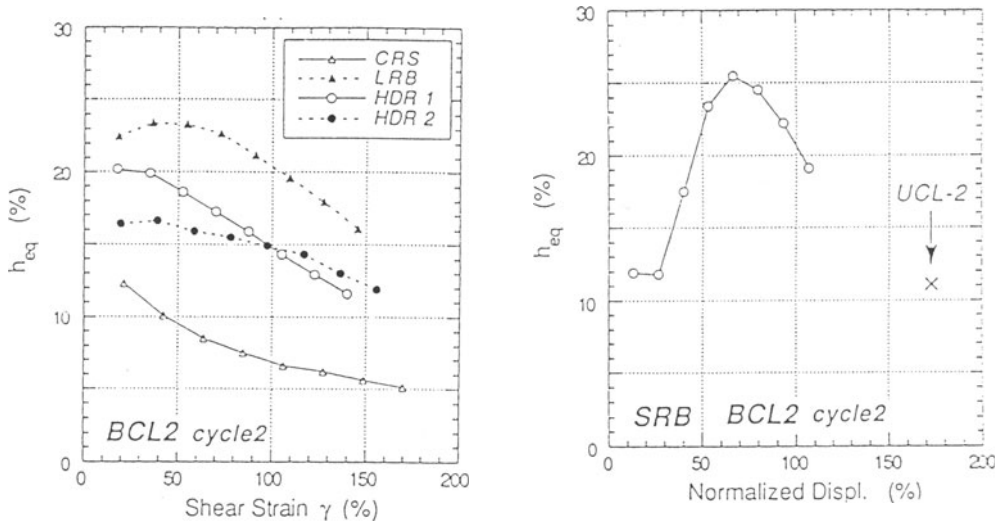 30
20
10
0
h_eq (%)
CRS
LRB
HDR 1
HDR 2
BCL2 cycle2
0 50 100 150 200
Shear Strain γ (%)
30
20
10
0
h_eq (%)
UCL-2
SRB BCL2 cycle2
0 50 100 150 200
Normalized Displ. (%)